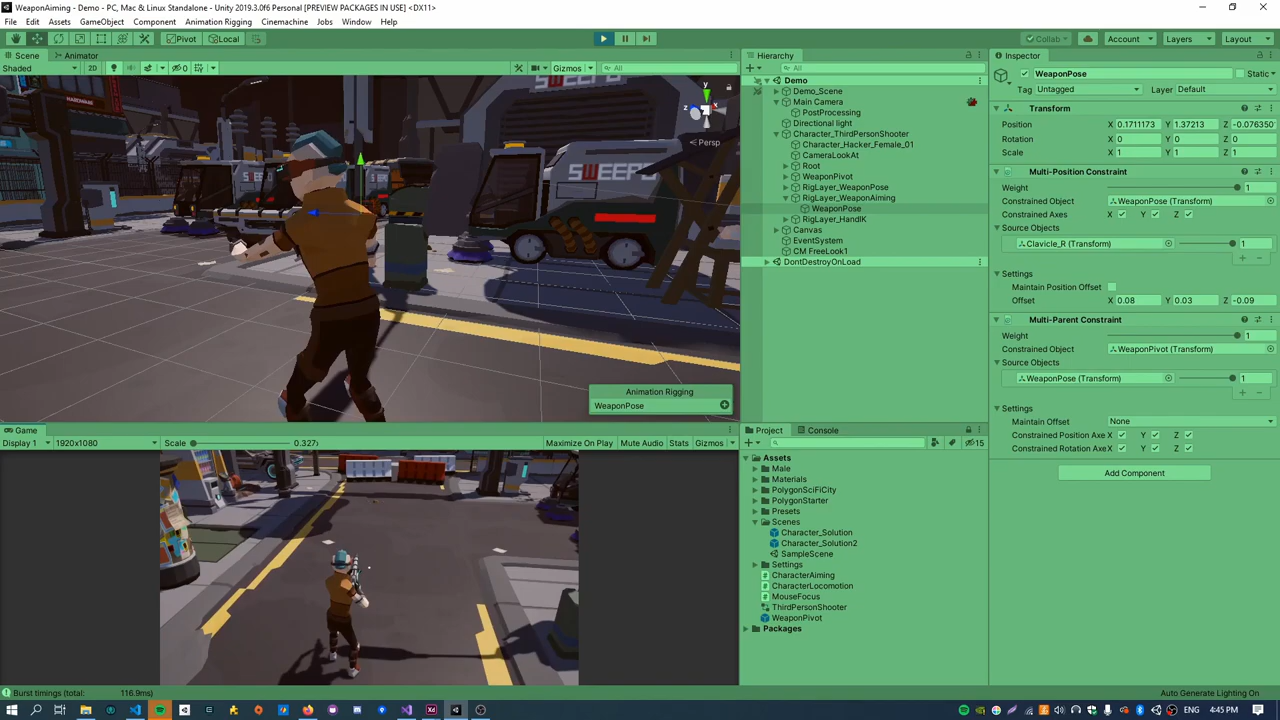 WeaponAiming - Demo - PC, Mac & Linux Standalone - Unity 2019.3.0f6 Personal [PREVIEW PACKAGES IN USE] <DX11>
File Edit Assets GameObject Component Animation Rigging Cinemachine Jobs Window Help
Pivot Local Collab Account Layers Layout
Scene Animator
Shaded 2D 0 Gizmos All
HARDWARE
SWEEPO
SWEEPO
y
z x
Persp
Animation Rigging
WeaponPose
Game
Display 1 1920x1080 Scale 0.327 Maximize On Play Mute Audio Stats Gizmos
Hierarchy
All
Demo
Demo_Scene
Main Camera
PostProcessing
Directional light
Character_ThirdPersonShooter
Character_Hacker_Female_01
CameraLookAt
Root
WeaponPivot
RigLayer_WeaponPose
RigLayer_WeaponAiming
WeaponPose
RigLayer_HandIK
Canvas
EventSystem
CM FreeLook1
DontDestroyOnLoad
Project Console
15
Assets
Male
Materials
PolygonSciFiCity
PolygonStarter
Presets
Scenes
Character_Solution
Character_Solution2
SampleScene
Settings
CharacterAiming
CharacterLocomotion
MouseFocus
ThirdPersonShooter
WeaponPivot
Packages
Inspector
WeaponPose Static
Tag Untagged Layer Default
Transform
Position X 0.1711173 Y 1.37213 Z -0.076350
Rotation X 0 Y 0 Z 0
Scale X 1 Y 1 Z 1
Multi-Position Constraint
Weight 1
Constrained Object WeaponPose (Transform)
Constrained Axes X Y Z
Source Objects
Clavicle_R (Transform) 1
Settings
Maintain Position Offset
Offset X 0.08 Y 0.03 Z -0.09
Multi-Parent Constraint
Weight 1
Constrained Object WeaponPivot (Transform)
Source Objects
WeaponPose (Transform) 1
Settings
Maintain Offset None
Constrained Position Axe X Y Z
Constrained Rotation Axe X Y Z
Add Component
Burst timings (total: 116.9ms)
Auto Generate Lighting On
ENG 4:45 PM